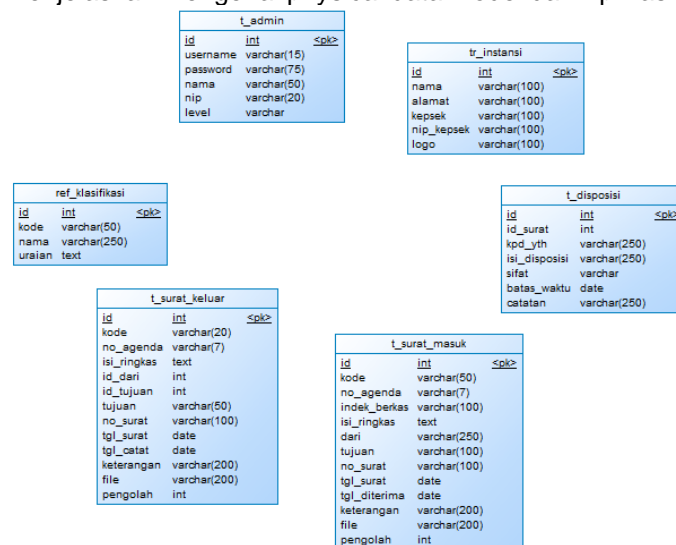 t_admin
id int <pk>
username varchar(15)
password varchar(75)
nama varchar(50)
nip varchar(20)
level varchar
tr_instansi
id int <pk>
nama varchar(100)
alamat varchar(100)
kepsek varchar(100)
nip_kepsek varchar(100)
logo varchar(100)
ref_klasifikasi
id int <pk>
kode varchar(50)
nama varchar(250)
uraian text
t_disposisi
id int <pk>
id_surat int
kpd_yth varchar(250)
isi_disposisi varchar(250)
sifat varchar
batas_waktu date
catatan varchar(250)
t_surat_keluar
id int <pk>
kode varchar(20)
no_agenda varchar(7)
isi_ringkas text
id_dari int
id_tujuan int
tujuan varchar(50)
no_surat varchar(100)
tgl_surat date
tgl_catat date
keterangan varchar(200)
file varchar(200)
pengolah int
t_surat_masuk
id int <pk>
kode varchar(50)
no_agenda varchar(7)
indek_berkas varchar(100)
isi_ringkas text
dari varchar(250)
tujuan varchar(100)
no_surat varchar(100)
tgl_surat date
tgl_diterima date
keterangan varchar(200)
file varchar(200)
pengolah int